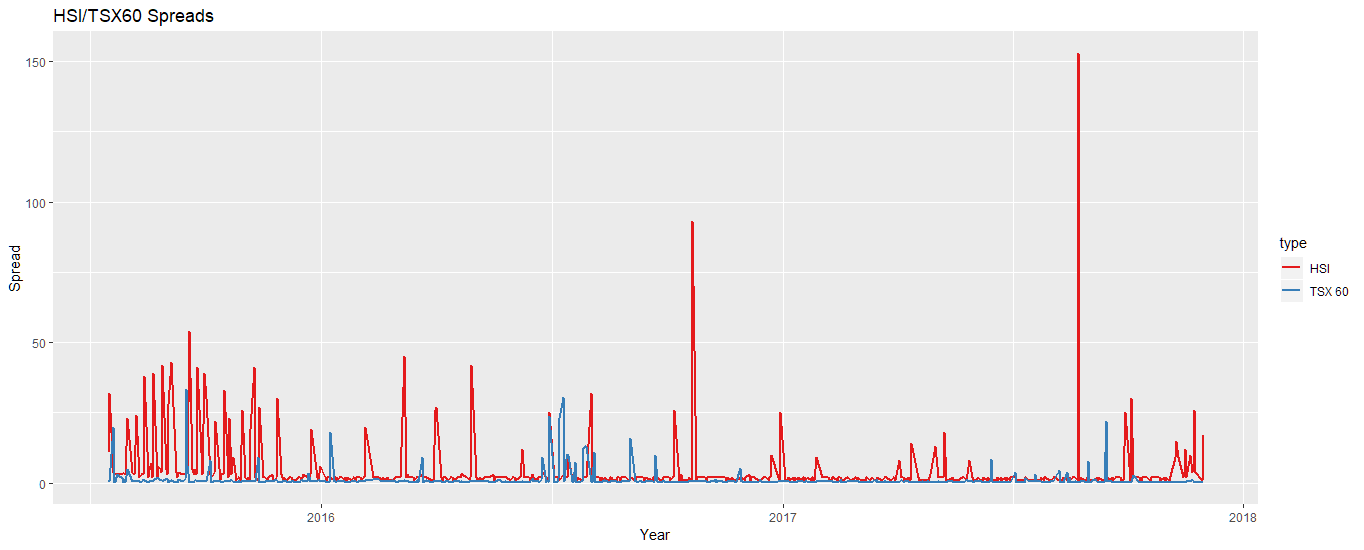 HSI/TSX60 Spreads
150
100
50
0
Spread
2016
2017
2018
Year
type
HSI
TSX 60